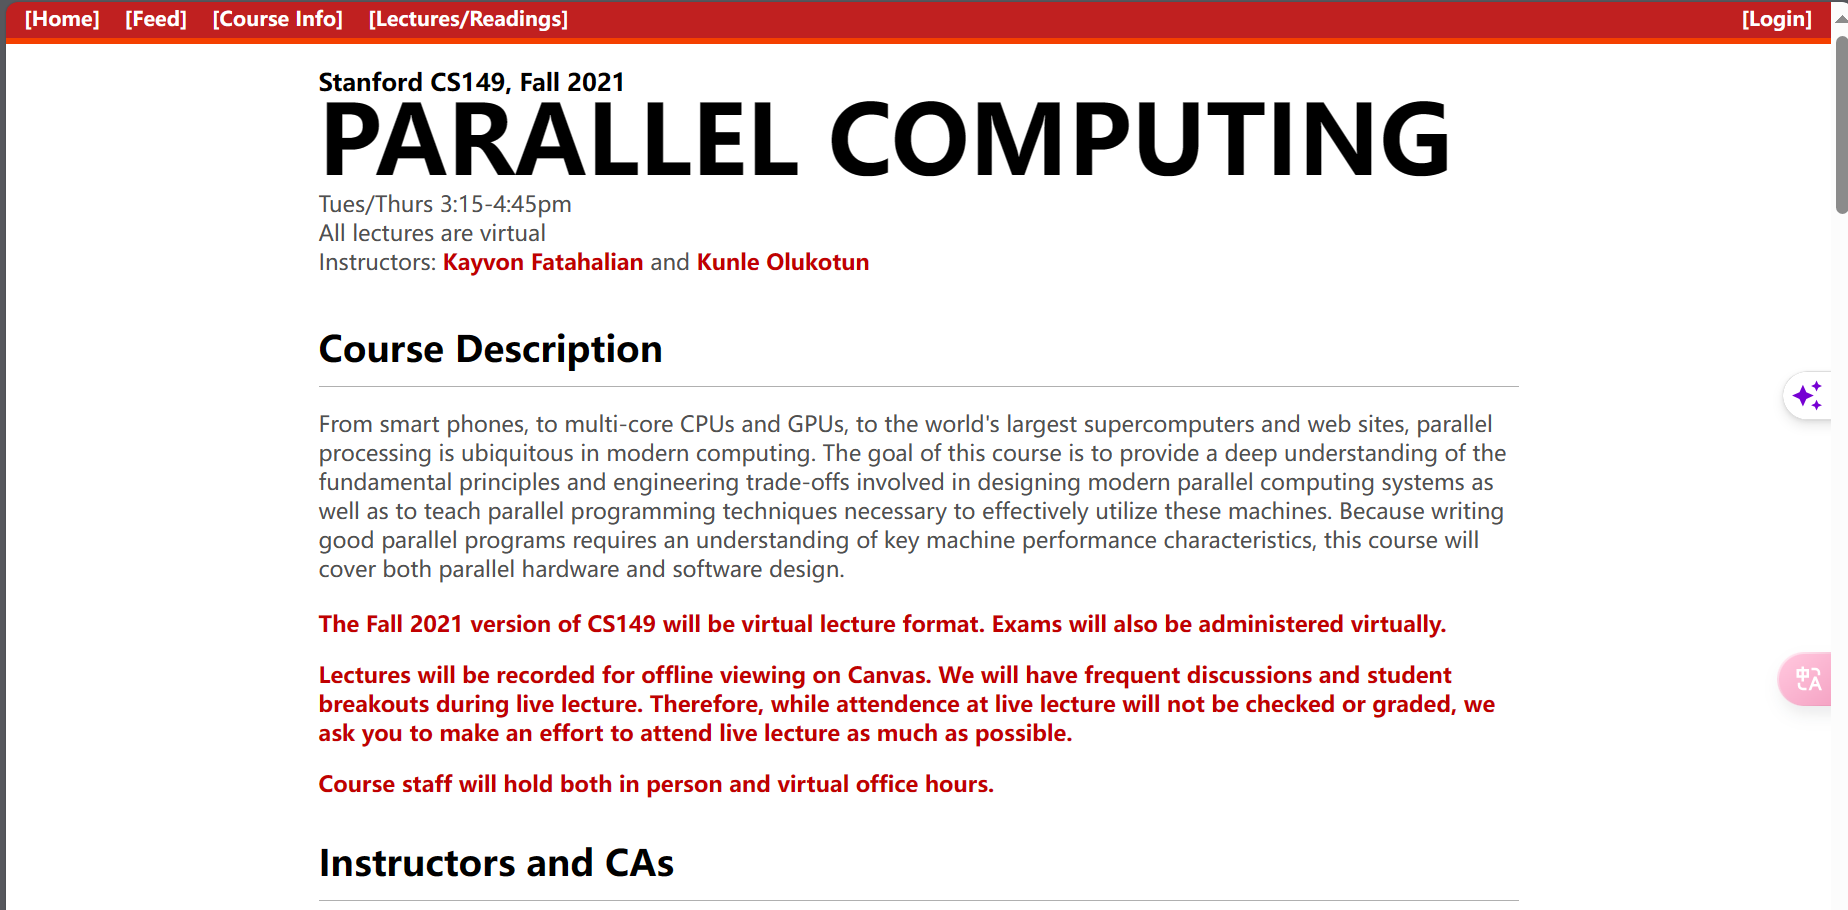 [Home] [Feed] [Course Info] [Lectures/Readings] [Login]
Stanford CS149, Fall 2021
PARALLEL COMPUTING
Tues/Thurs 3:15-4:45pm
All lectures are virtual
Instructors: Kayvon Fatahalian and Kunle Olukotun
Course Description
From smart phones, to multi-core CPUs and GPUs, to the world's largest supercomputers and web sites, parallel
processing is ubiquitous in modern computing. The goal of this course is to provide a deep understanding of the
fundamental principles and engineering trade-offs involved in designing modern parallel computing systems as
well as to teach parallel programming techniques necessary to effectively utilize these machines. Because writing
good parallel programs requires an understanding of key machine performance characteristics, this course will
cover both parallel hardware and software design.
The Fall 2021 version of CS149 will be virtual lecture format. Exams will also be administered virtually.
Lectures will be recorded for offline viewing on Canvas. We will have frequent discussions and student
breakouts during live lecture. Therefore, while attendence at live lecture will not be checked or graded, we
ask you to make an effort to attend live lecture as much as possible.
Course staff will hold both in person and virtual office hours.
Instructors and CAs
中A